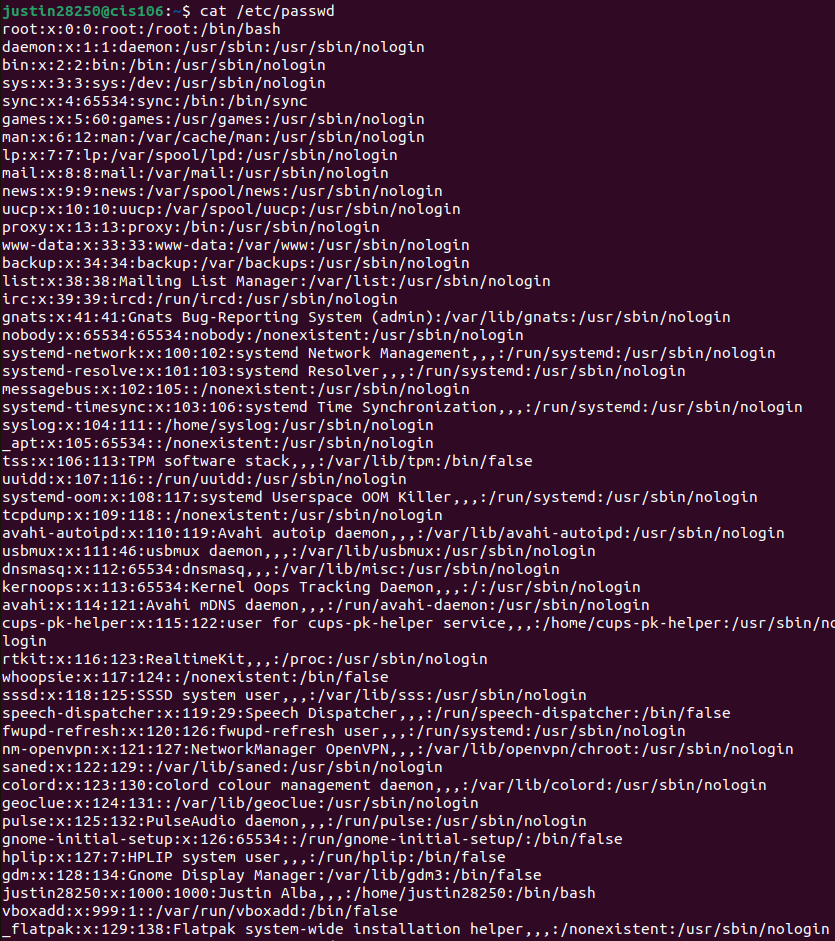 justin28250@cis106:~$ cat /etc/passwd
root:x:0:0:root:/root:/bin/bash
daemon:x:1:1:daemon:/usr/sbin:/usr/sbin/nologin
bin:x:2:2:bin:/bin:/usr/sbin/nologin
sys:x:3:3:sys:/dev:/usr/sbin/nologin
sync:x:4:65534:sync:/bin:/bin/sync
games:x:5:60:games:/usr/games:/usr/sbin/nologin
man:x:6:12:man:/var/cache/man:/usr/sbin/nologin
lp:x:7:7:lp:/var/spool/lpd:/usr/sbin/nologin
mail:x:8:8:mail:/var/mail:/usr/sbin/nologin
news:x:9:9:news:/var/spool/news:/usr/sbin/nologin
uucp:x:10:10:uucp:/var/spool/uucp:/usr/sbin/nologin
proxy:x:13:13:proxy:/bin:/usr/sbin/nologin
www-data:x:33:33:www-data:/var/www:/usr/sbin/nologin
backup:x:34:34:backup:/var/backups:/usr/sbin/nologin
list:x:38:38:Mailing List Manager:/var/list:/usr/sbin/nologin
irc:x:39:39:ircd:/run/ircd:/usr/sbin/nologin
gnats:x:41:41:Gnats Bug-Reporting System (admin):/var/lib/gnats:/usr/sbin/nologin
nobody:x:65534:65534:nobody:/nonexistent:/usr/sbin/nologin
systemd-network:x:100:102:systemd Network Management,,,:/run/systemd:/usr/sbin/nologin
systemd-resolve:x:101:103:systemd Resolver,,,:/run/systemd:/usr/sbin/nologin
messagebus:x:102:105::/nonexistent:/usr/sbin/nologin
systemd-timesync:x:103:106:systemd Time Synchronization,,,:/run/systemd:/usr/sbin/nologin
syslog:x:104:111::/home/syslog:/usr/sbin/nologin
_apt:x:105:65534::/nonexistent:/usr/sbin/nologin
tss:x:106:113:TPM software stack,,,:/var/lib/tpm:/bin/false
uuidd:x:107:116::/run/uuidd:/usr/sbin/nologin
systemd-oom:x:108:117:systemd Userspace OOM Killer,,,:/run/systemd:/usr/sbin/nologin
tcpdump:x:109:118::/nonexistent:/usr/sbin/nologin
avahi-autoipd:x:110:119:Avahi autoip daemon,,,:/var/lib/avahi-autoipd:/usr/sbin/nologin
usbmux:x:111:46:usbmux daemon,,,:/var/lib/usbmux:/usr/sbin/nologin
dnsmasq:x:112:65534:dnsmasq,,,:/var/lib/misc:/usr/sbin/nologin
kernoops:x:113:65534:Kernel Oops Tracking Daemon,,,:/:/usr/sbin/nologin
avahi:x:114:121:Avahi mDNS daemon,,,:/run/avahi-daemon:/usr/sbin/nologin
cups-pk-helper:x:115:122:user for cups-pk-helper service,,,:/home/cups-pk-helper:/usr/sbin/no
login
rtkit:x:116:123:RealtimeKit,,,:/proc:/usr/sbin/nologin
whoopsie:x:117:124::/nonexistent:/bin/false
sssd:x:118:125:SSSD system user,,,:/var/lib/sss:/usr/sbin/nologin
speech-dispatcher:x:119:29:Speech Dispatcher,,,:/run/speech-dispatcher:/bin/false
fwupd-refresh:x:120:126:fwupd-refresh user,,,:/run/systemd:/usr/sbin/nologin
nm-openvpn:x:121:127:NetworkManager OpenVPN,,,:/var/lib/openvpn/chroot:/usr/sbin/nologin
saned:x:122:129::/var/lib/saned:/usr/sbin/nologin
colord:x:123:130:colord colour management daemon,,,:/var/lib/colord:/usr/sbin/nologin
geoclue:x:124:131::/var/lib/geoclue:/usr/sbin/nologin
pulse:x:125:132:PulseAudio daemon,,,:/run/pulse:/usr/sbin/nologin
gnome-initial-setup:x:126:65534::/run/gnome-initial-setup/:/bin/false
hplip:x:127:7:HPLIP system user,,,:/run/hplip:/bin/false
gdm:x:128:134:Gnome Display Manager:/var/lib/gdm3:/bin/false
justin28250:x:1000:1000:Justin Alba,,,:/home/justin28250:/bin/bash
vboxadd:x:999:1::/var/run/vboxadd:/bin/false
_flatpak:x:129:138:Flatpak system-wide installation helper,,,:/nonexistent:/usr/sbin/nologin